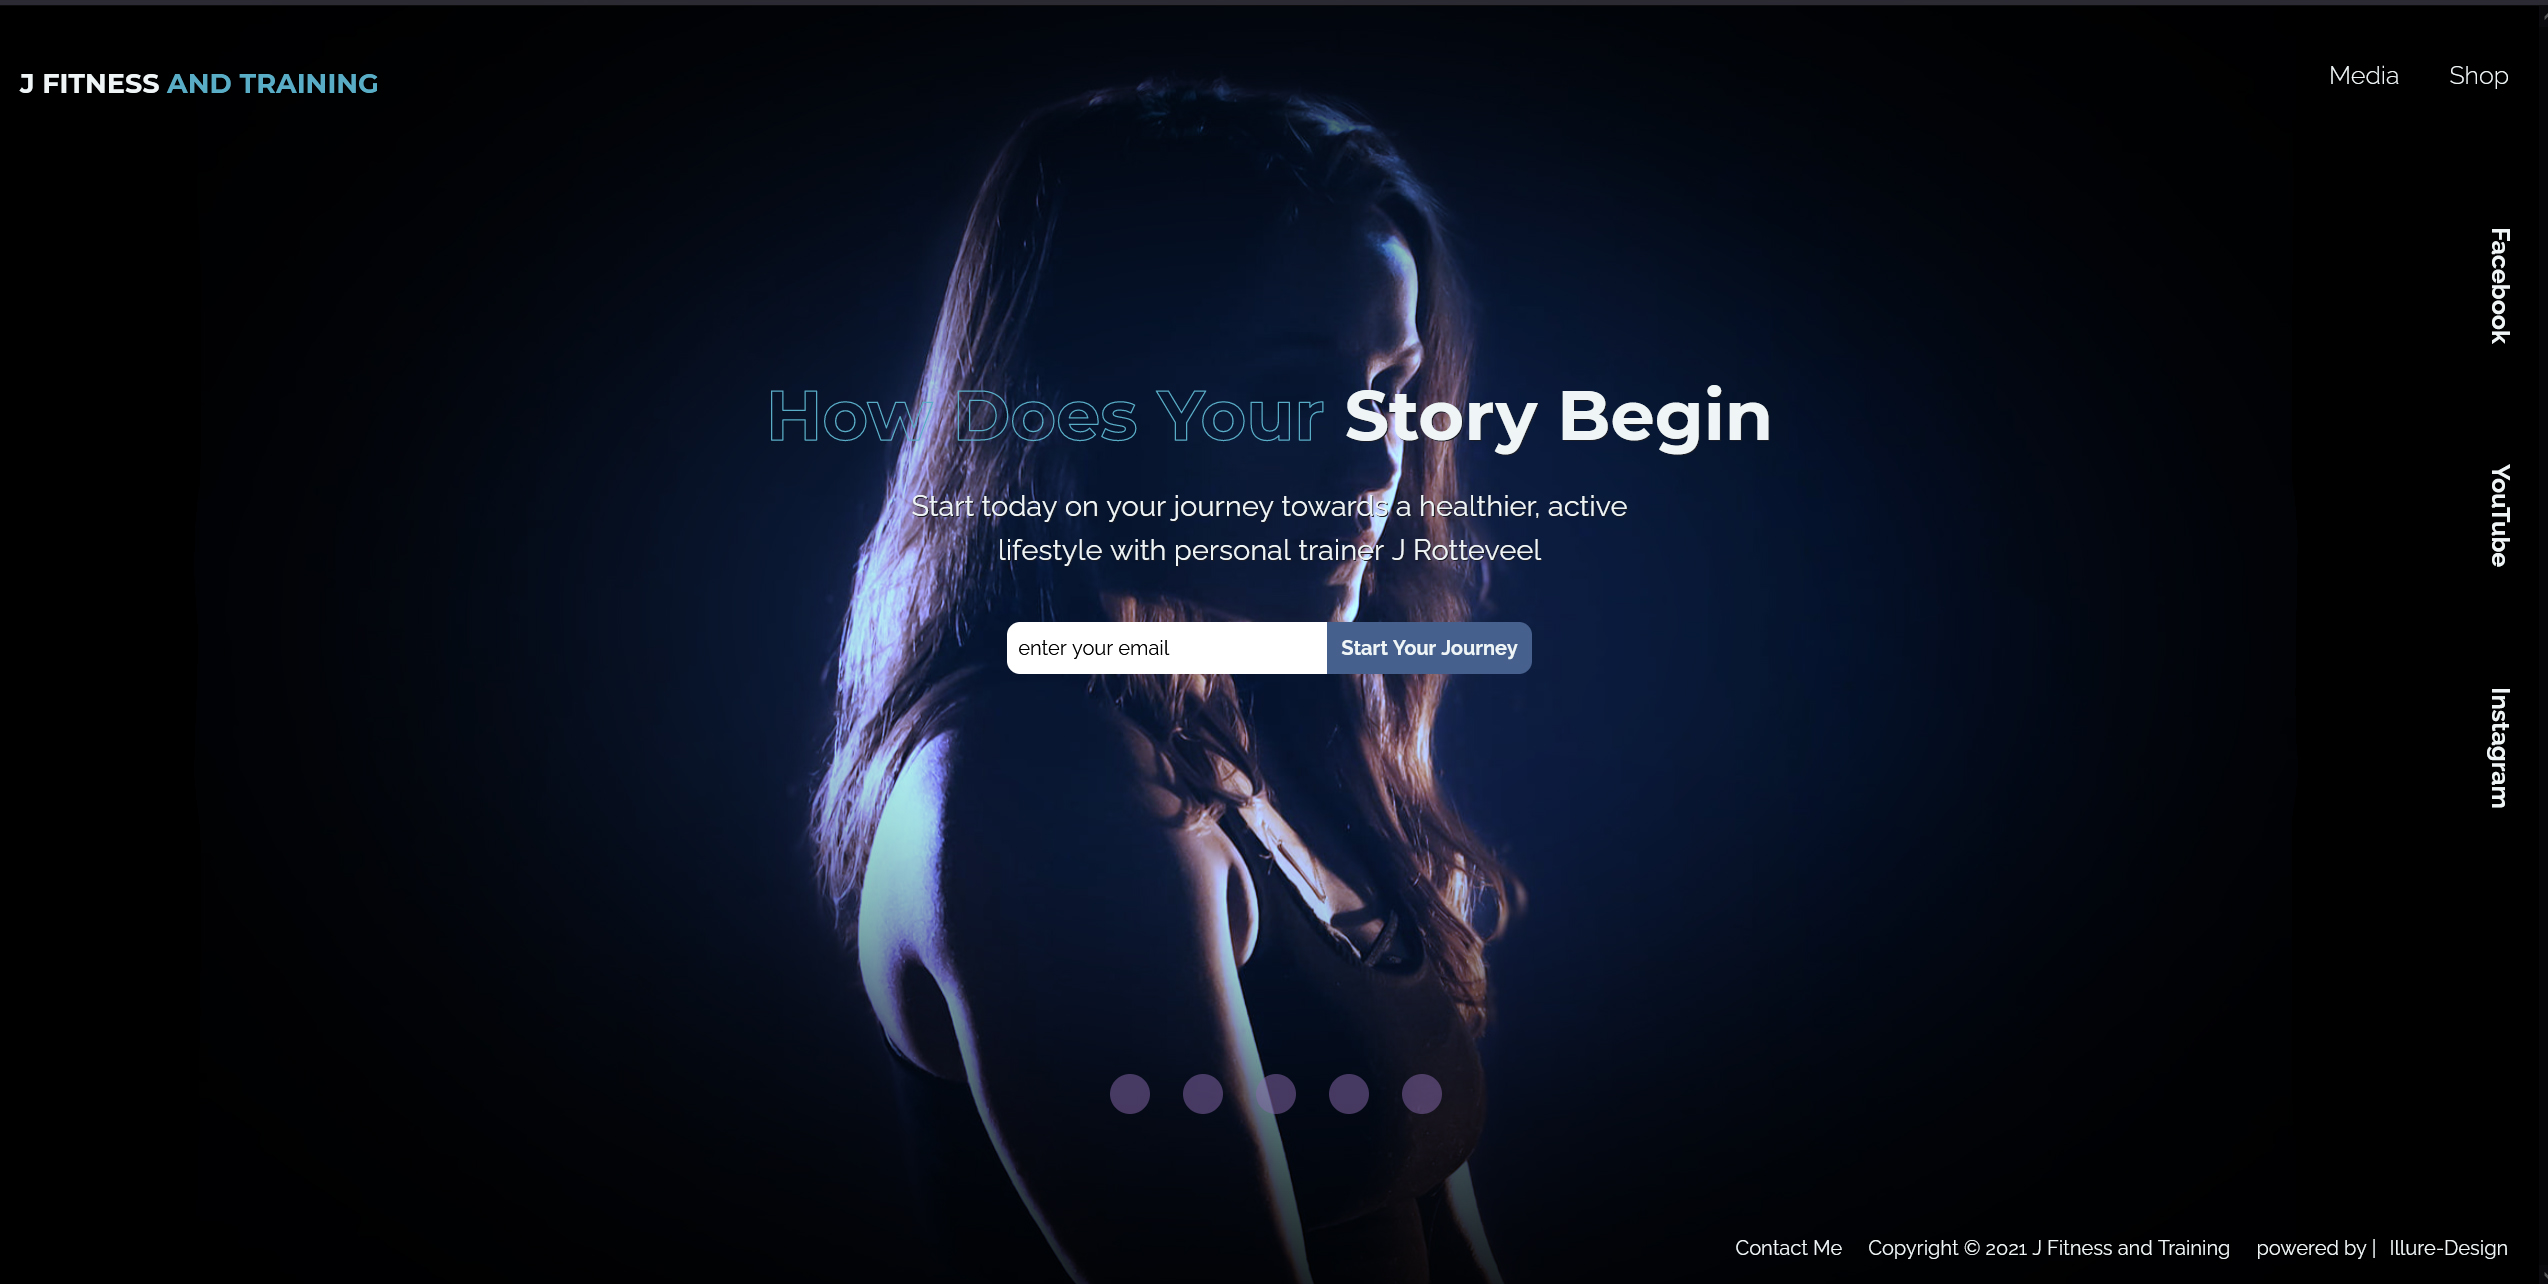 J FITNESS AND TRAINING
Media
Shop
Facebook
YouTube
Instagram
How Does Your Story Begin
Start today on your journey towards a healthier, active
lifestyle with personal trainer J Rotteveel
enter your email
Start Your Journey
Contact Me
Copyright © 2021 J Fitness and Training
powered by |
Illure-Design